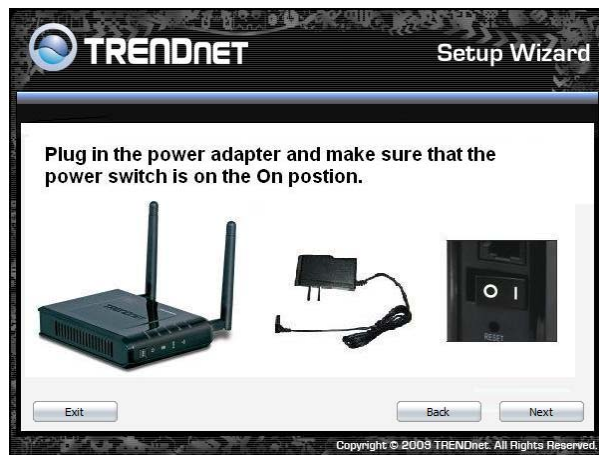 TRENDnet
Setup Wizard
Plug in the power adapter and make sure that the
power switch is on the On postion.
TRENDnet
O I
RESET
Exit
Back
Next
Copyright © 2009 TRENDnet. All Rights Reserved.